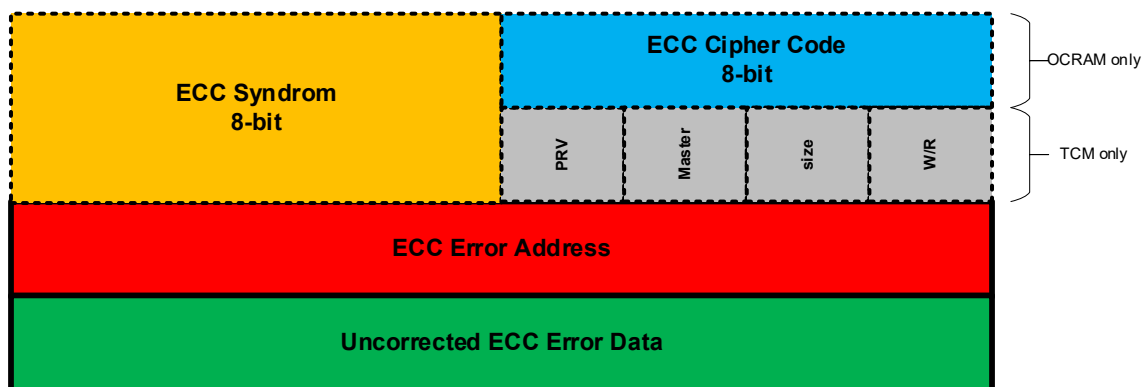 ECC Syndrom
8-bit
ECC Cipher Code
8-bit
OCRAM only
PRV
Master
size
W/R
TCM only
ECC Error Address
Uncorrected ECC Error Data